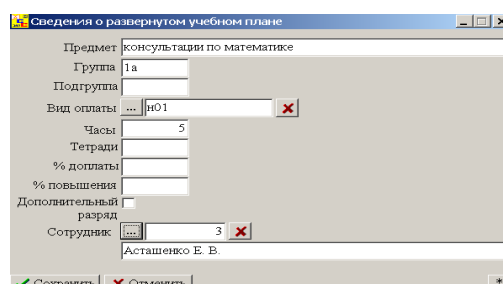 Сведения о развернутом учебном плане
Предмет консультации по математике
Группа 1а
Подгруппа
Вид оплаты ... н01
Часы 5
Тетради
% доплаты
% повышения
Дополнительный
разряд
Сотрудник ... 3
Асташенко Е. В.
Сохранить Отменить